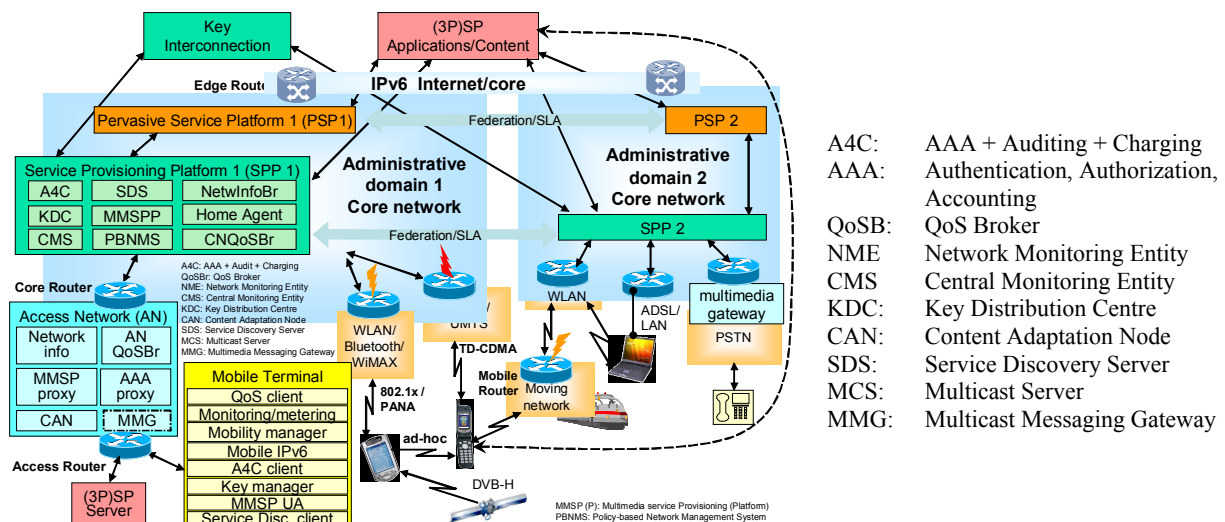 Key
Interconnection
(3P)SP
Applications/Content
Edge Route
IPv6 Internet/core
Pervasive Service Platform 1 (PSP1)
Federation/SLA
PSP 2
Service Provisioning Platform 1 (SPP 1)
A4C
SDS
NetwInfoBr
KDC
MMSPP
Home Agent
CMS
PBNMS
CNQoSBr
Administrative
domain 1
Core network
Administrative
domain 2
Core network
Federation/SLA
SPP 2
A4C: AAA + Audit + Charging
QoSBr: QoS Broker
NME: Network Monitoring Entity
CMS: Central Monitoring Entity
KDC: Key Distribution Centre
CAN: Content Adaptation Node
SDS: Service Discovery Server
MCS: Multicast Server
MMG: Multimedia Messaging Gateway
Core Router
Access Network (AN)
Network
info
AN
QoSBr
MMSP
proxy
AAA
proxy
CAN
MMG
Access Router
(3P)SP
Server
Mobile Terminal
QoS client
Monitoring/metering
Mobility manager
Mobile IPv6
A4C client
Key manager
MMSP UA
Service Disc. client
WLAN/
Bluetooth/
WiMAX
UMTS
TD-CDMA
802.1x /
PANA
ad-hoc
Mobile
Router
Moving
network
WLAN
ADSL/
LAN
multimedia
gateway
PSTN
DVB-H
MMSP (P): Multimedia service Provisioning (Platform)
PBNMS: Policy-based Network Management System
A4C: AAA + Auditing + Charging
AAA: Authentication, Authorization,
Accounting
QoSB: QoS Broker
NME Network Monitoring Entity
CMS Central Monitoring Entity
KDC: Key Distribution Centre
CAN: Content Adaptation Node
SDS: Service Discovery Server
MCS: Multicast Server
MMG: Multicast Messaging Gateway